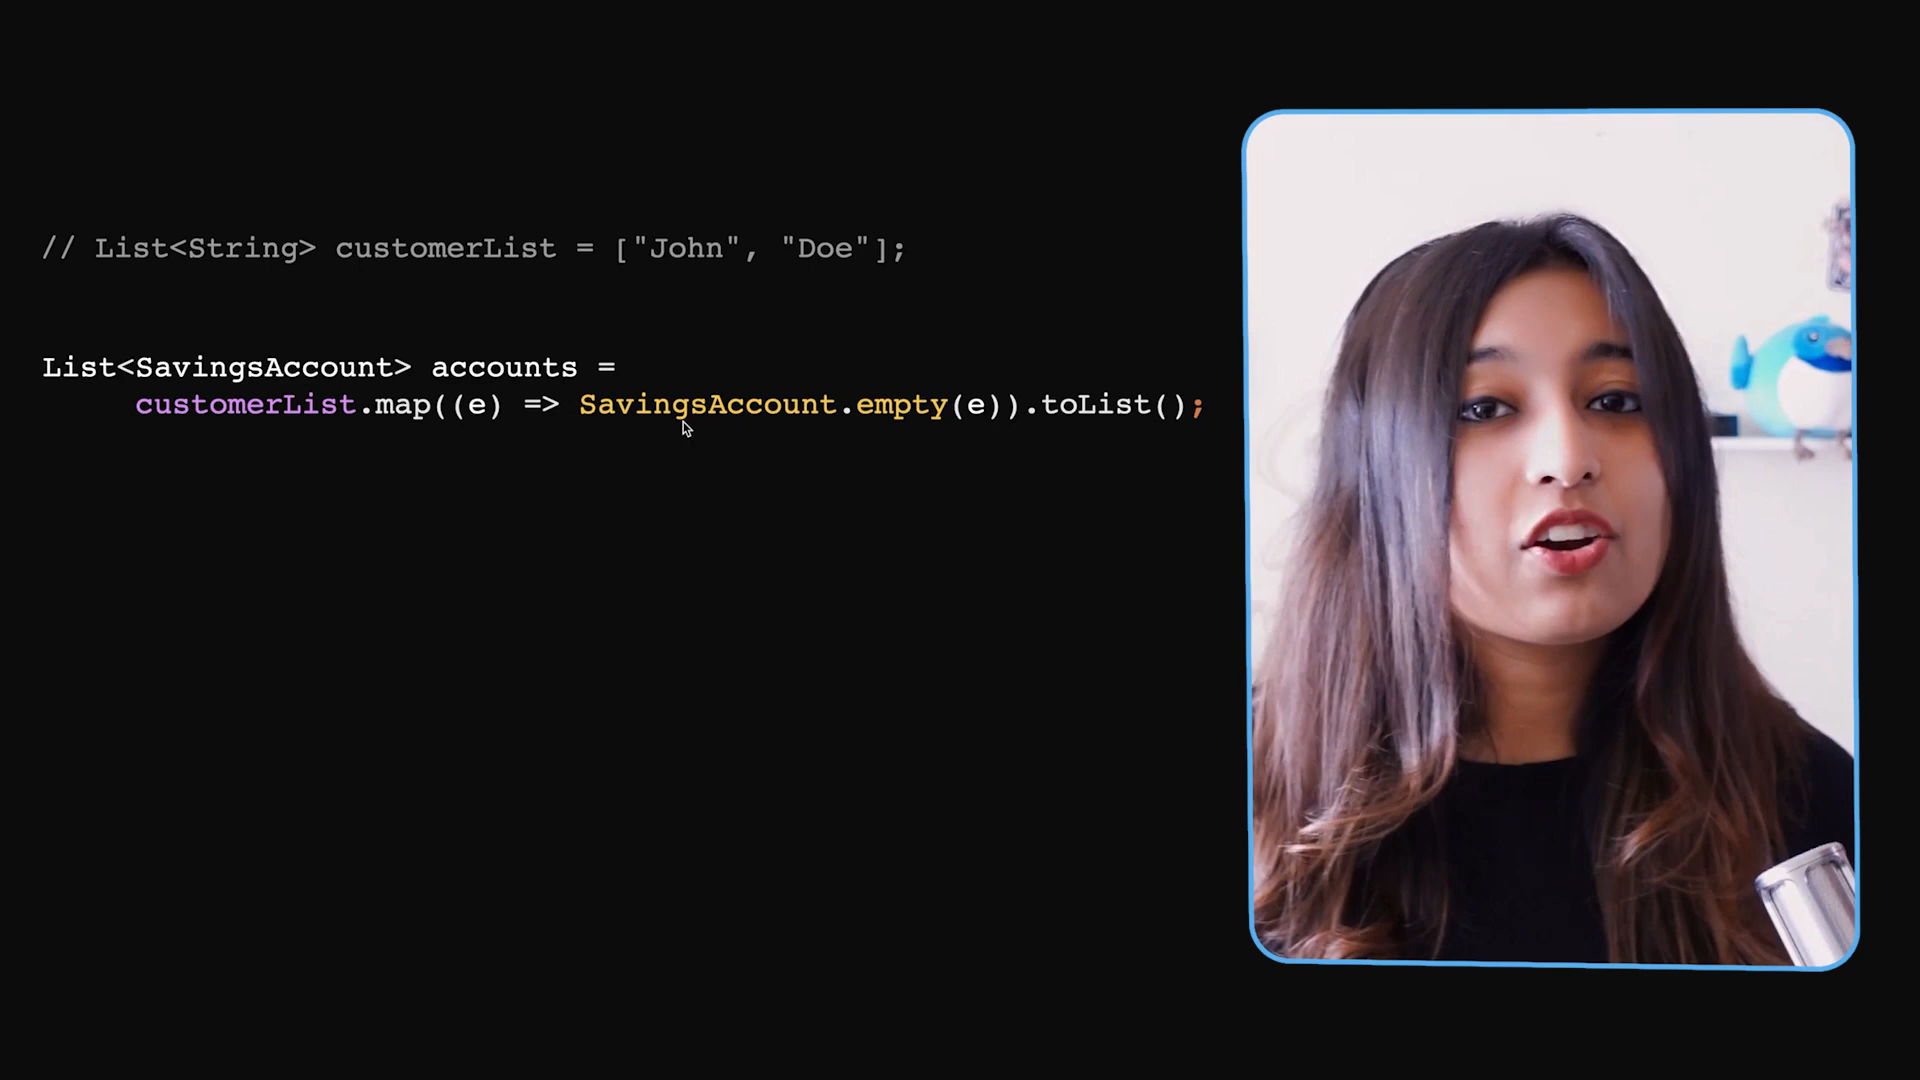 // List<String> customerList = ["John", "Doe"];
List<SavingsAccount> accounts =
customerList.map((e) => SavingsAccount.empty(e)).toList();